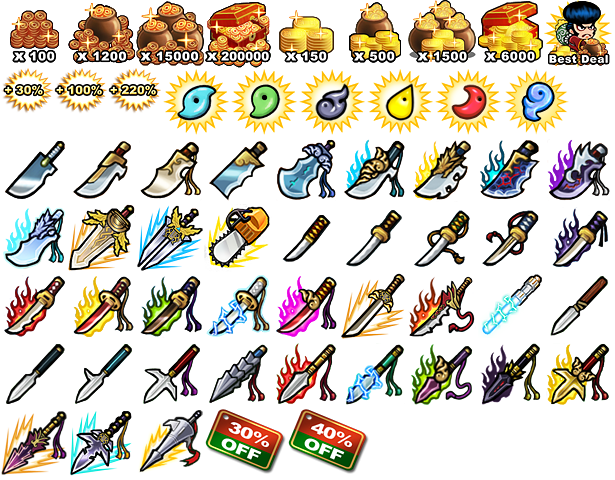 x 100 x 1200 x 15000 x 200000 x 150 x 500 x 1500 x 6000 Best Deal
+ 30% + 100% + 220%
30% OFF
40% OFF